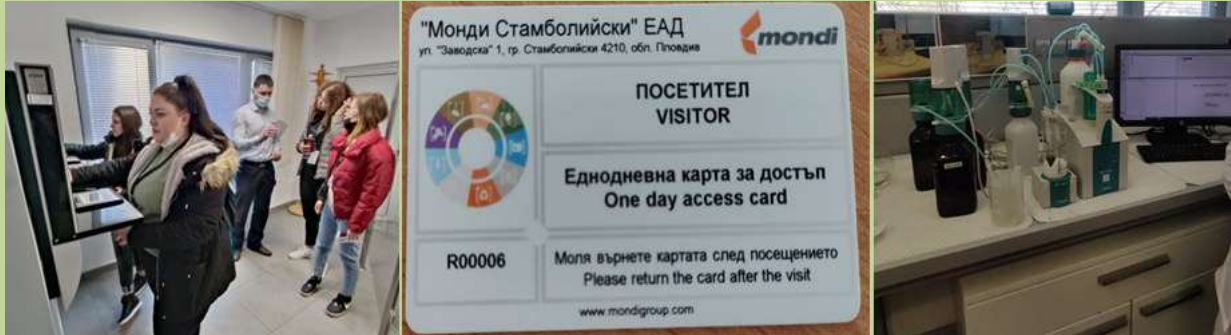 "Монди Стамболийски" ЕАД
ул. "Заводска" 1, гр. Стамболийски 4210, обл. Пловдив
mondi
ПОСЕТИТЕЛ
VISITOR
Еднодневна карта за достъп
One day access card
R00006
Моля върнете картата след посещението
Please return the card after the visit
www.mondigroup.com